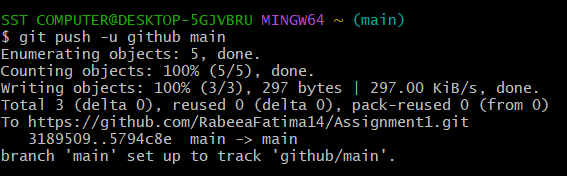 SST COMPUTER@DESKTOP-5GJVBRU MINGW64 ~ (main)
$ git push -u github main
Enumerating objects: 5, done.
Counting objects: 100% (5/5), done.
Writing objects: 100% (3/3), 297 bytes | 297.00 KiB/s, done.
Total 3 (delta 0), reused 0 (delta 0), pack-reused 0 (from 0)
To https://github.com/RabeeaFatima14/Assignment1.git
   3189509..5794c8e  main -> main
branch 'main' set up to track 'github/main'.